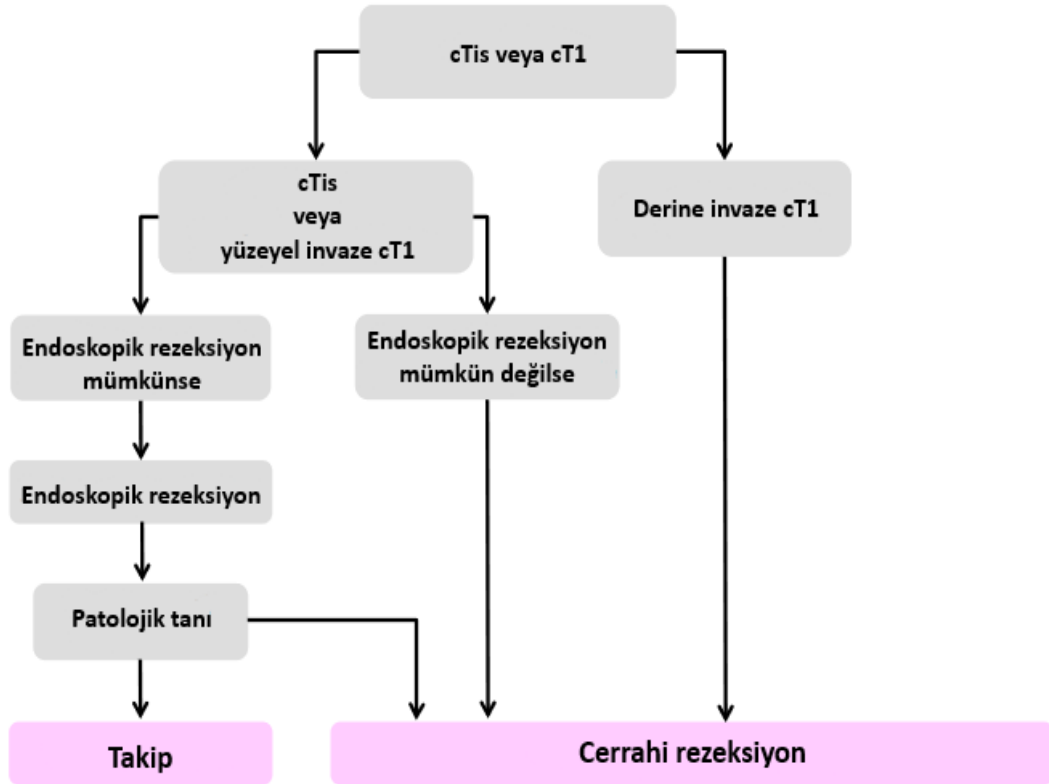 cTis veya cT1
cTis
veya
yüzeyel invaze cT1
Derine invaze cT1
Endoskopik rezeksiyon
mümkünse
Endoskopik rezeksiyon
mümkün değilse
Endoskopik rezeksiyon
Patolojik tanı
Takip
Cerrahi rezeksiyon